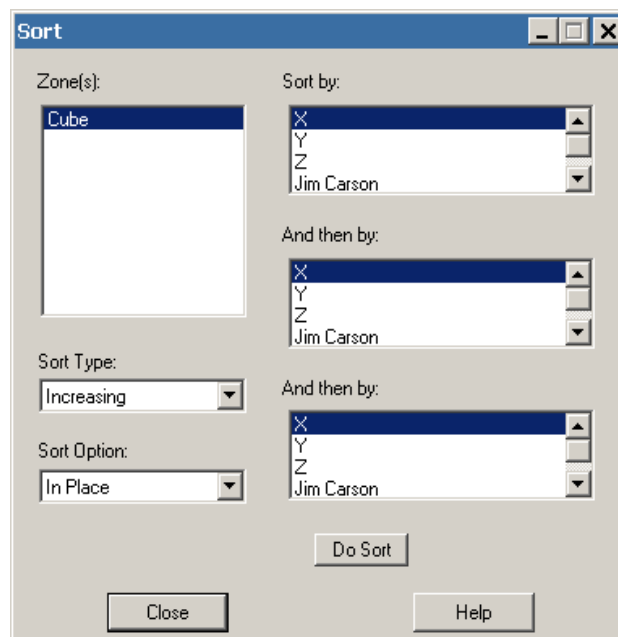 Sort
Zone(s):
Cube
Sort Type:
Increasing
Sort Option:
In Place
Sort by:
X
Y
Z
Jim Carson
And then by:
X
Y
Z
Jim Carson
And then by:
X
Y
Z
Jim Carson
Do Sort
Close
Help